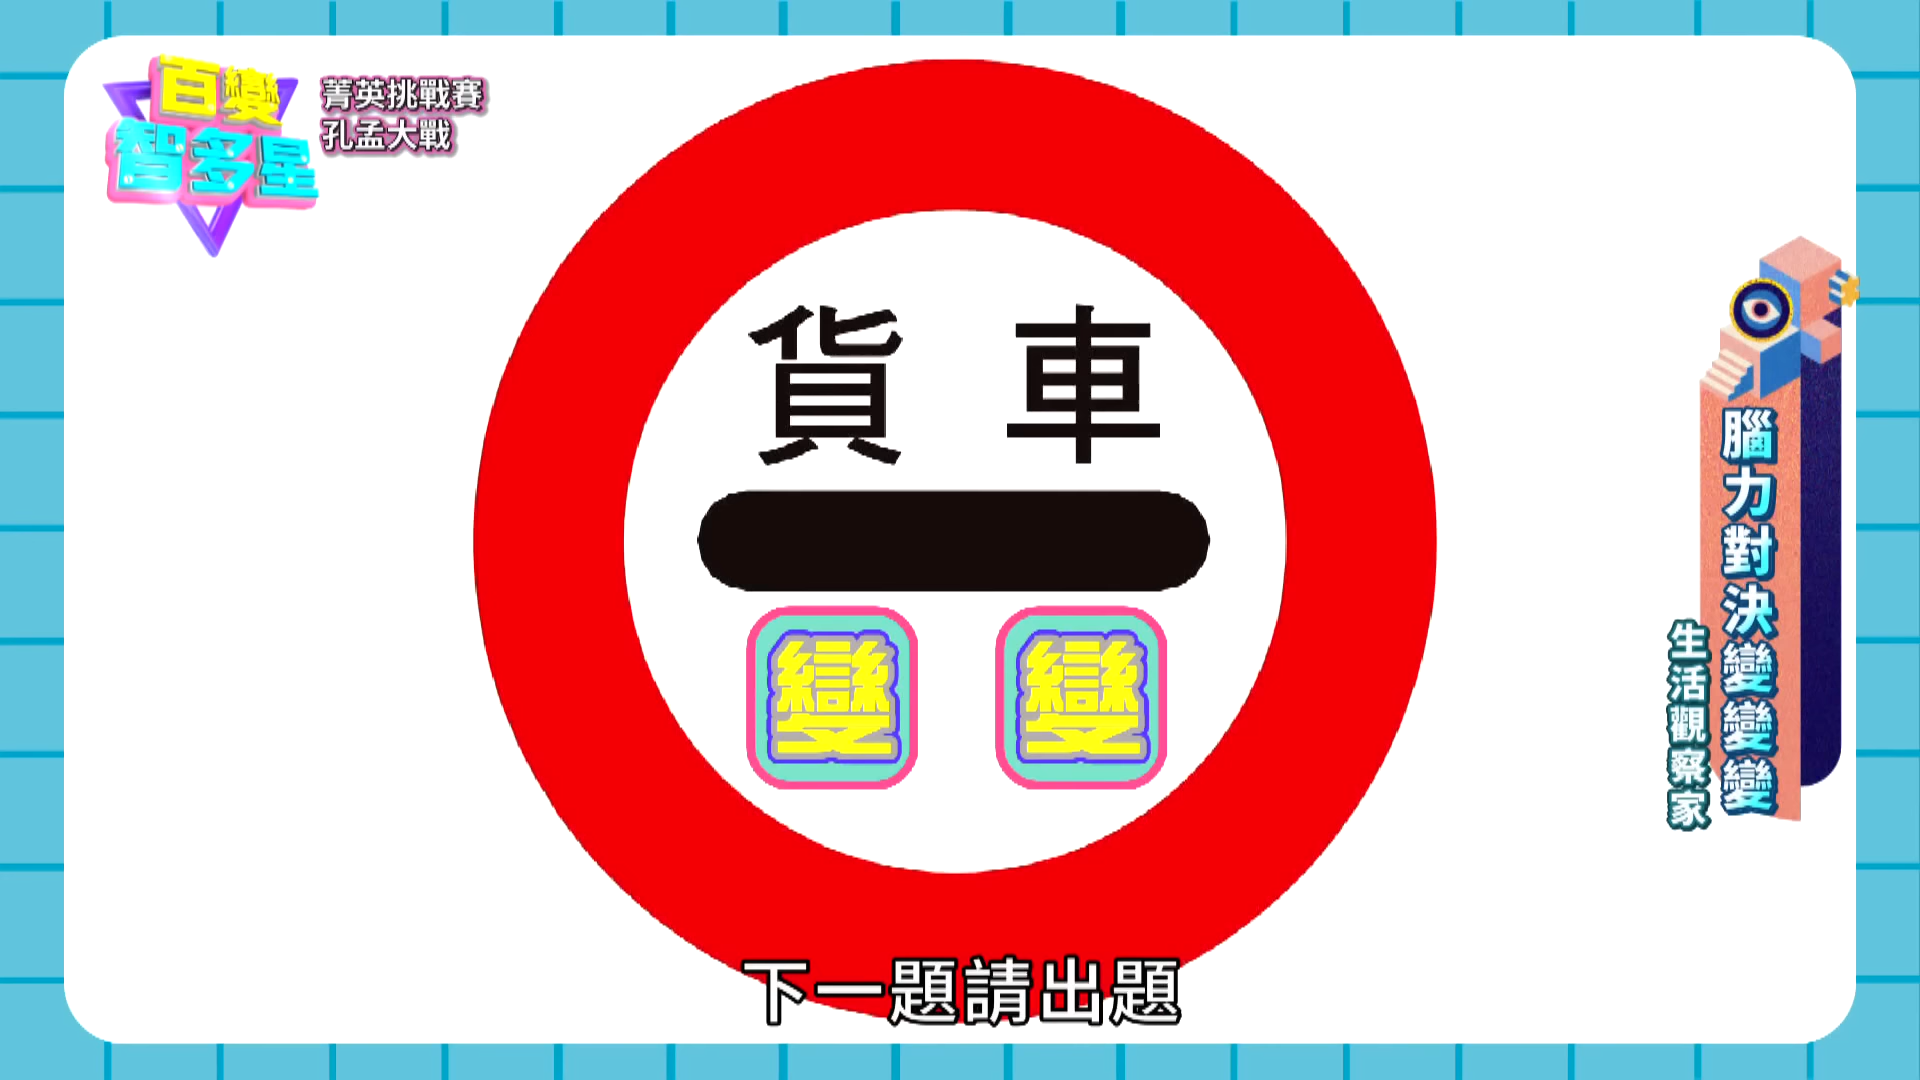 百變
智多星
菁英挑戰賽
孔孟大戰
貨車
變 變
腦力對決變變變
生活觀察家
下一題請出題